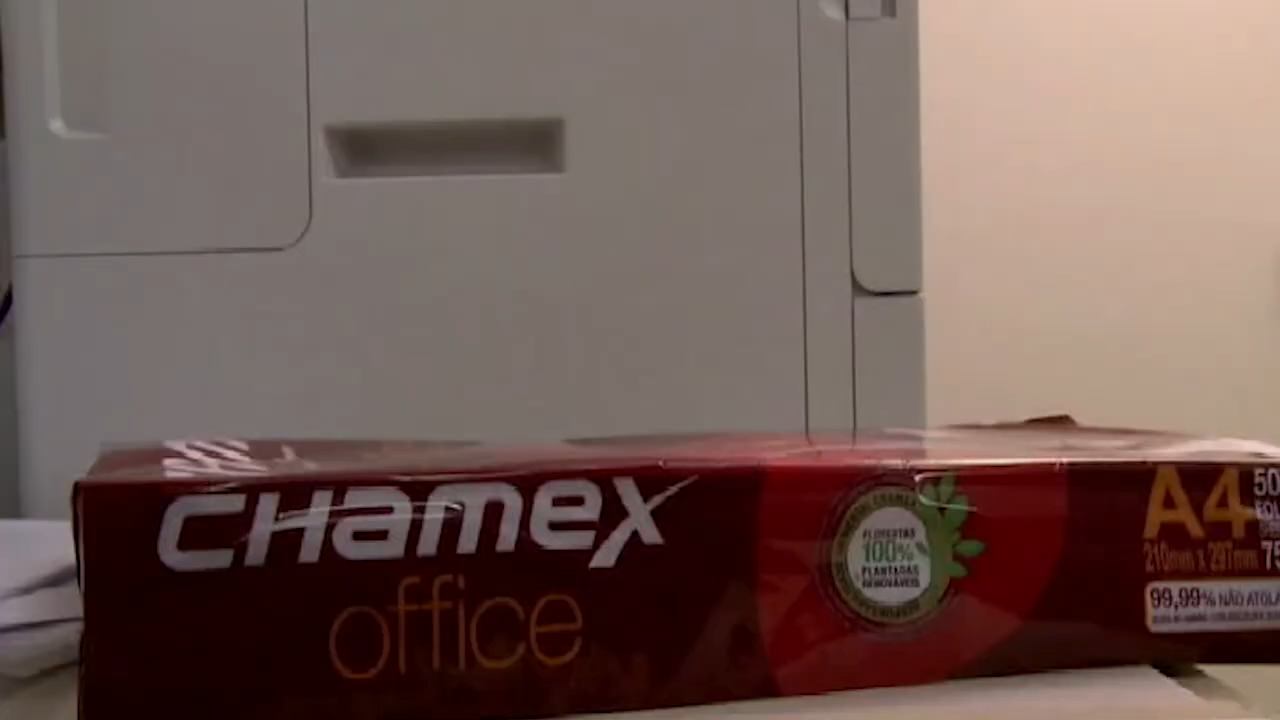 CHAMEX
office
FLORESTAS
100%
PLANTADAS
RENOVÁVEIS
A4
50
210mm x 297mm 75
99,99% NÃO ATOLA